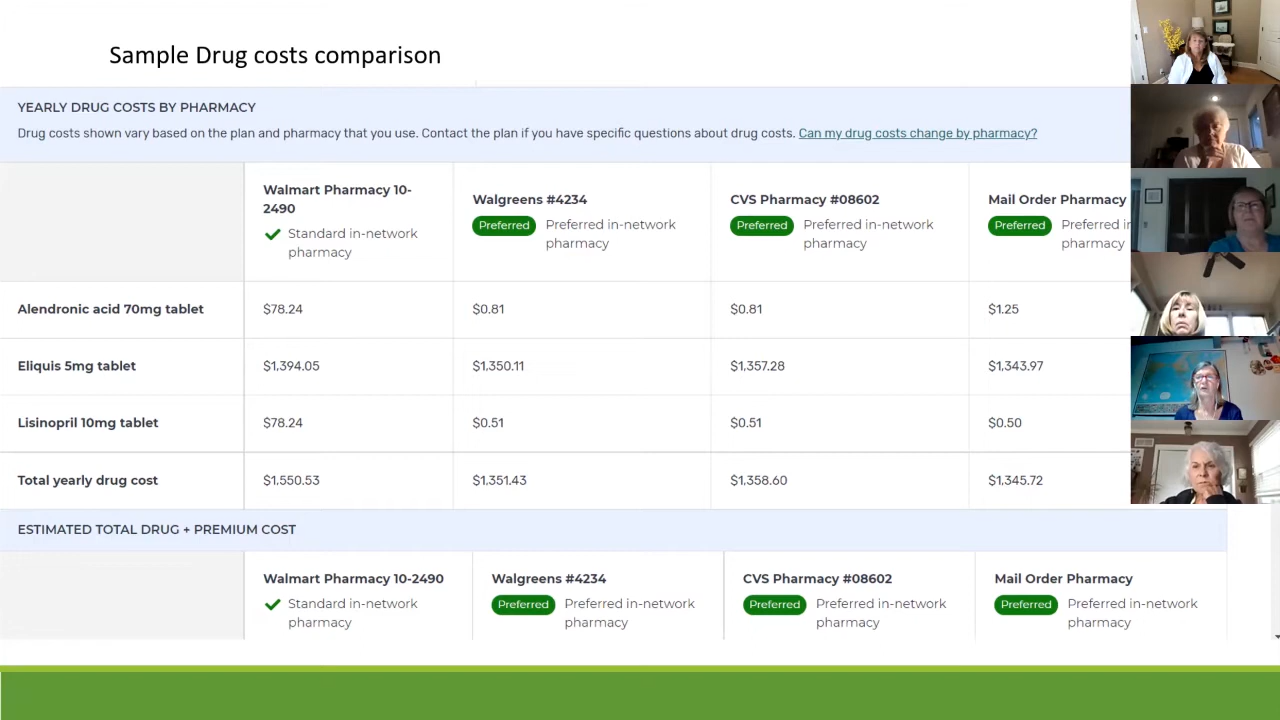 Sample Drug costs comparison
YEARLY DRUG COSTS BY PHARMACY
Drug costs shown vary based on the plan and pharmacy that you use. Contact the plan if you have specific questions about drug costs. Can my drug costs change by pharmacy?
Walmart Pharmacy 10-
2490
Standard in-network
pharmacy
Walgreens #4234
Preferred Preferred in-network
pharmacy
CVS Pharmacy #08602
Preferred Preferred in-network
pharmacy
Mail Order Pharmacy
Preferred Preferred in
pharmacy
Alendronic acid 70mg tablet $78.24 $0.81 $0.81 $1.25
Eliquis 5mg tablet $1,394.05 $1,350.11 $1,357.28 $1,343.97
Lisinopril 10mg tablet $78.24 $0.51 $0.51 $0.50
Total yearly drug cost $1,550.53 $1,351.43 $1,358.60 $1,345.72
ESTIMATED TOTAL DRUG + PREMIUM COST
Walmart Pharmacy 10-2490
Standard in-network
pharmacy
Walgreens #4234
Preferred Preferred in-network
pharmacy
CVS Pharmacy #08602
Preferred Preferred in-network
pharmacy
Mail Order Pharmacy
Preferred Preferred in-network
pharmacy